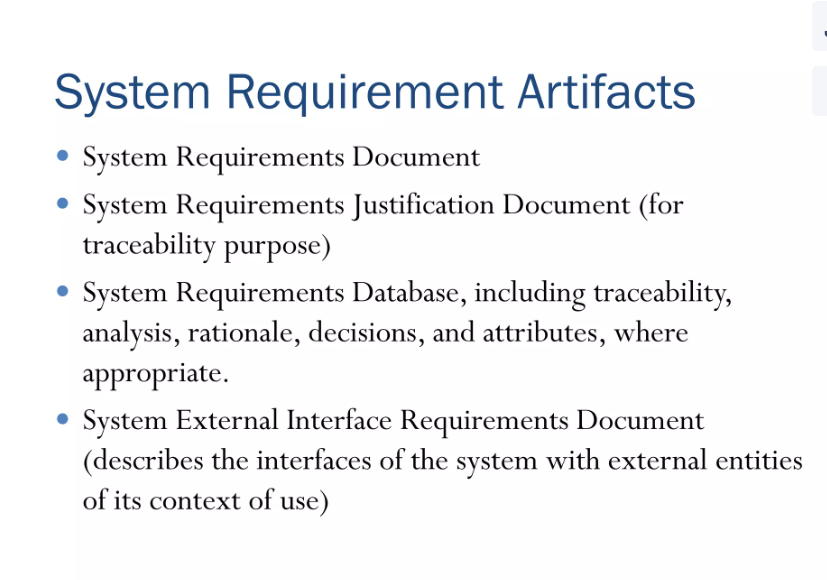 System Requirement Artifacts
• System Requirements Document
• System Requirements Justification Document (for
traceability purpose)
• System Requirements Database, including traceability,
analysis, rationale, decisions, and attributes, where
appropriate.
• System External Interface Requirements Document
(describes the interfaces of the system with external entities
of its context of use)